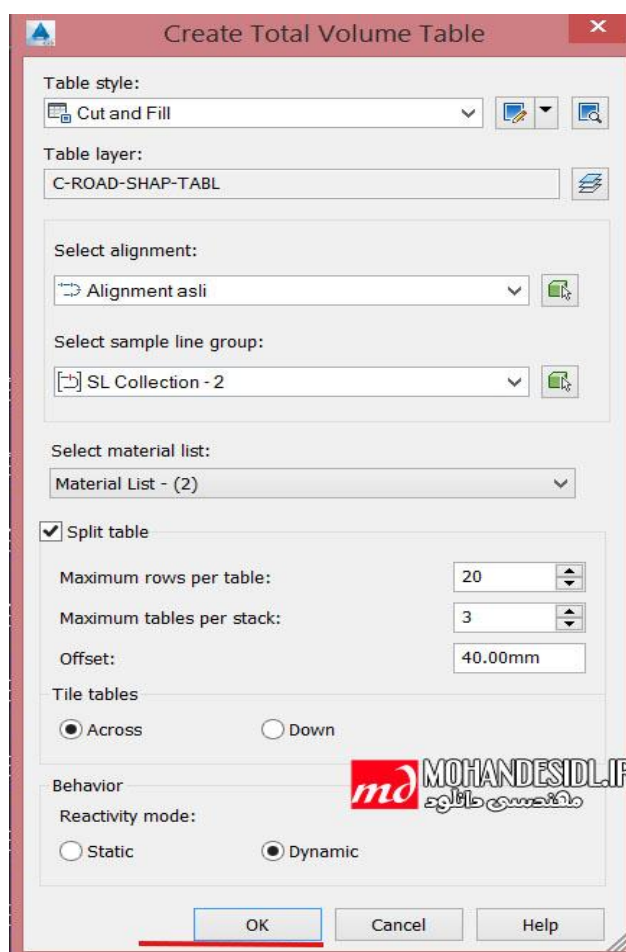 Create Total Volume Table
Table style:
Cut and Fill
Table layer:
C-ROAD-SHAP-TABL
Select alignment:
Alignment asli
Select sample line group:
SL Collection - 2
Select material list:
Material List - (2)
Split table
Maximum rows per table:
20
Maximum tables per stack:
3
Offset:
40.00mm
Tile tables
Across
Down
Behavior
Reactivity mode:
Static
Dynamic
md
MOHANDESIDL.IR
مهندسی دانلود
OK
Cancel
Help